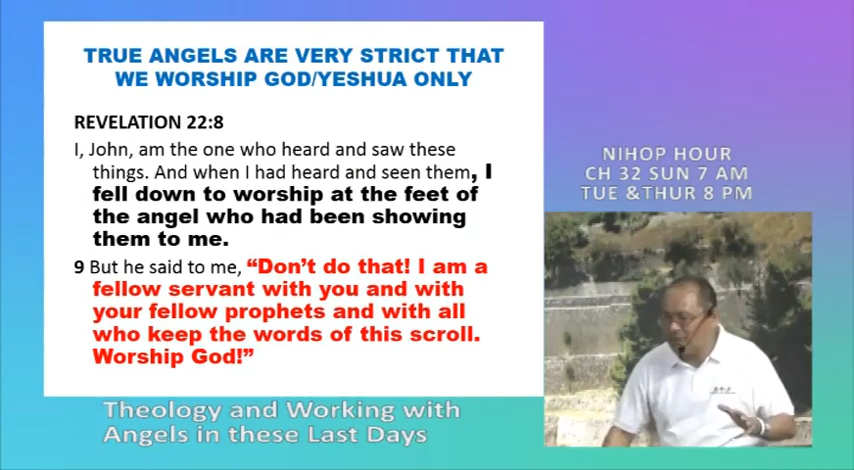 TRUE ANGELS ARE VERY STRICT THAT
WE WORSHIP GOD/YESHUA ONLY
REVELATION 22:8
I, John, am the one who heard and saw these
things. And when I had heard and seen them, I
fell down to worship at the feet of
the angel who had been showing
them to me.
9 But he said to me, “Don’t do that! I am a
fellow servant with you and with
your fellow prophets and with all
who keep the words of this scroll.
Worship God!”
NIHOP HOUR
CH 32 SUN 7 AM
TUE &THUR 8 PM
Theology and Working with
Angels in these Last Days